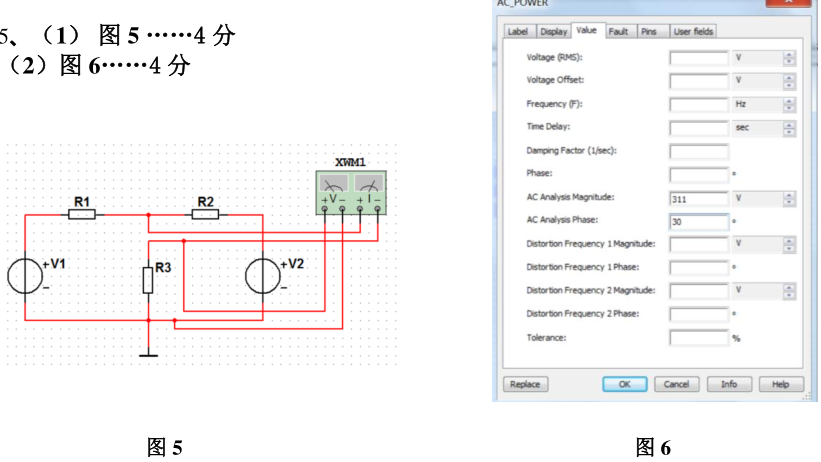 5、（1） 图 5 ……4 分
（2）图 6……4 分
XWM1
V
I
R1
R2
+V1
R3
+V2
图 5
AC_POWER
Label Display Value Fault Pins User fields
Voltage (RMS): V
Voltage Offset: V
Frequency (F): Hz
Time Delay: sec
Damping Factor (1/sec):
Phase: °
AC Analysis Magnitude: 311 V
AC Analysis Phase: 30 °
Distortion Frequency 1 Magnitude: V
Distortion Frequency 1 Phase: °
Distortion Frequency 2 Magnitude: V
Distortion Frequency 2 Phase: °
Tolerance: %
Replace OK Cancel Info Help
图 6